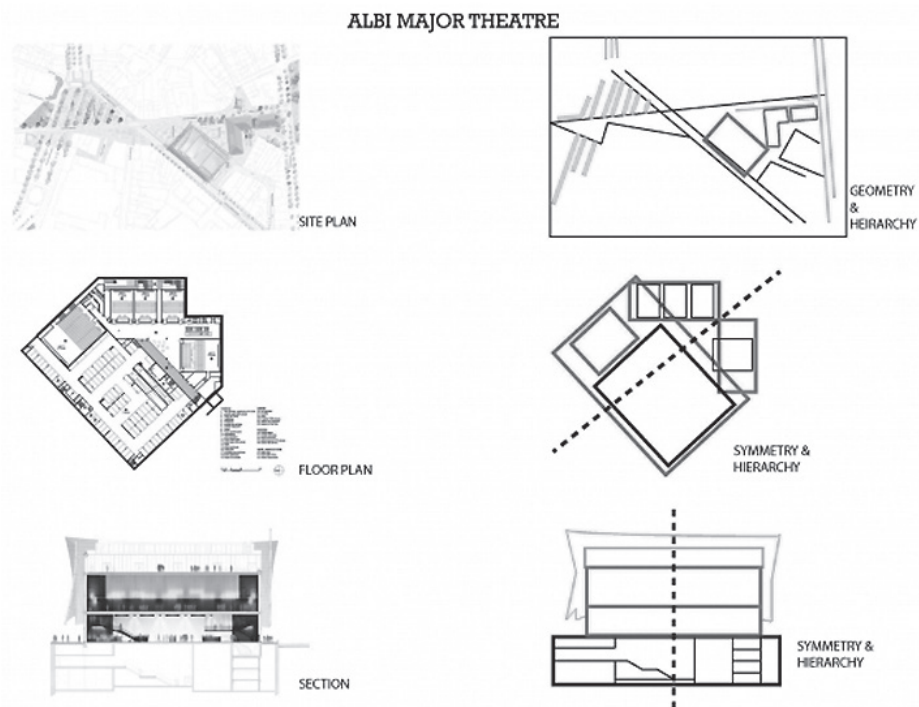 ALBI MAJOR THEATRE
SITE PLAN
GEOMETRY
&
HEIRARCHY
FLOOR PLAN
SYMMETRY &
HIERARCHY
SECTION
SYMMETRY &
HIERARCHY